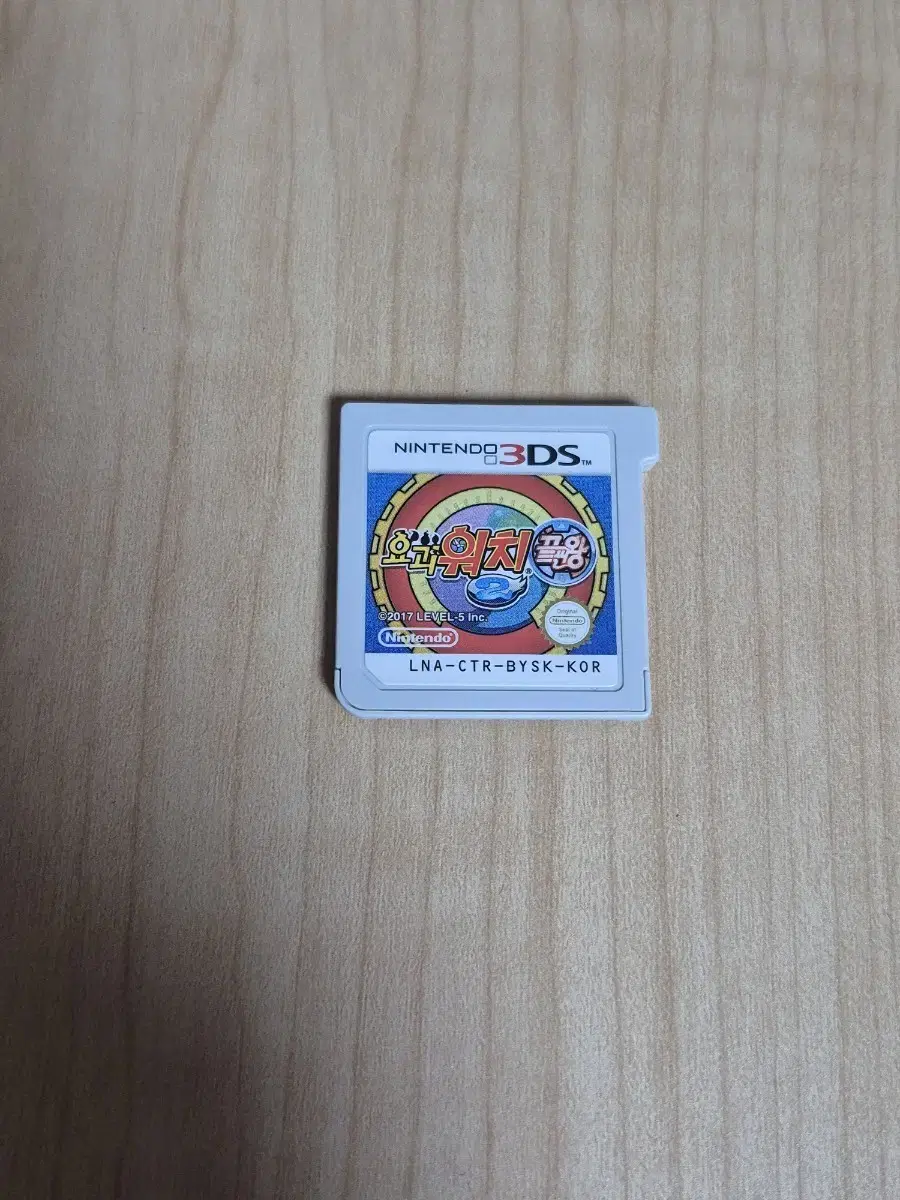 NINTENDO 3DS™
요괴워치®
2
끝판왕
©2017 LEVEL-5 Inc.
Nintendo
Original
Nintendo
Seal of
Quality
LNA-CTR-BYSK-KOR